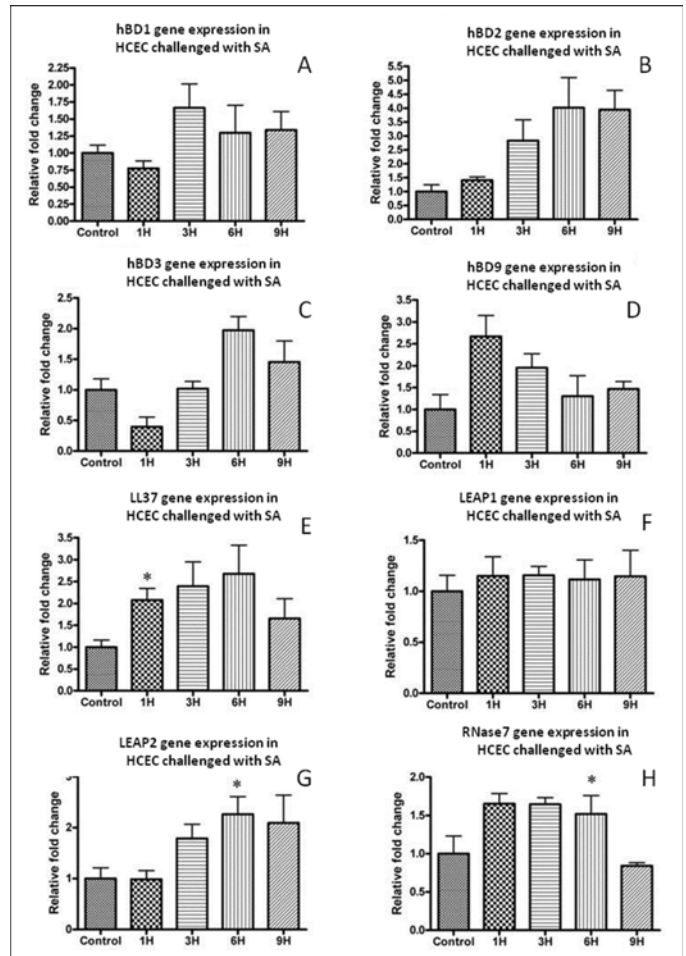 hBD1 gene expression in
HCEC challenged with SA
A
Relative fold change
2.25
2.00
1.75
1.50
1.25
1.00
0.75
0.50
0.25
0.00
Control 1H 3H 6H 9H
hBD2 gene expression in
HCEC challenged with SA
B
Relative fold change
5.5
5.0
4.5
4.0
3.5
3.0
2.5
2.0
1.5
1.0
0.5
0.0
Control 1H 3H 6H 9H
hBD3 gene expression in
HCEC challenged with SA
C
Relative fold change
2.5
2.0
1.5
1.0
0.5
0.0
Control 1H 3H 6H 9H
hBD9 gene expression in
HCEC challenged with SA
D
Relative fold change
3.5
3.0
2.5
1.5
1.0
0.5
0.0
Control 1H 3H 6H 9H
LL37 gene expression in
HCEC challenged with SA
E
Relative fold change
3.5
3.0
2.5
2.0
1.5
1.0
0.5
0.0
*
Control 1H 3H 6H 9H
LEAP1 gene expression in
HCEC challenged with SA
F
Relative fold change
1.5
1.0
0.5
0.0
Control 1H 3H 6H 9H
LEAP2 gene expression in
HCEC challenged with SA
G
Relative fold change
2
1
0
*
Control 1H 3H 6H 9H
RNase7 gene expression in
HCEC challenged with SA
H
Relative fold change
2.0
1.5
1.0
0.5
0.0
*
Control 1H 3H 6H 9H